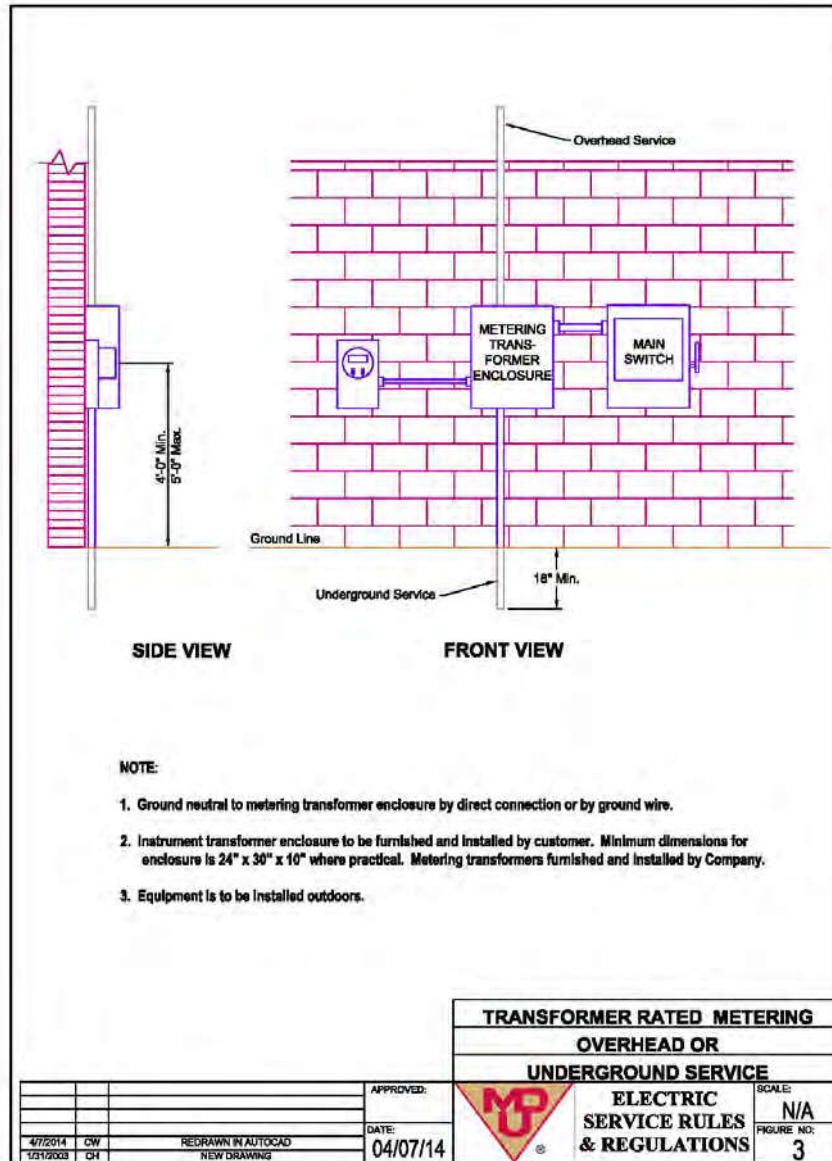 Overhead Service
METERING
TRANS-
FORMER
ENCLOSURE
MAIN
SWITCH
4'-0" Min.
5'-0" Max.
Ground Line
18" Min.
Underground Service
SIDE VIEW
FRONT VIEW
NOTE:
1. Ground neutral to metering transformer enclosure by direct connection or by ground wire.
2. Instrument transformer enclosure to be furnished and installed by customer. Minimum dimensions for
enclosure is 24" x 30" x 10" where practical. Metering transformers furnished and installed by Company.
3. Equipment is to be installed outdoors.
TRANSFORMER RATED METERING
OVERHEAD OR
UNDERGROUND SERVICE
APPROVED:
DATE:
04/07/14
4/7/2014 CW REDRAWN IN AUTOCAD
1/31/2003 CH NEW DRAWING
MDU ®
ELECTRIC
SERVICE RULES
& REGULATIONS
SCALE:
N/A
FIGURE NO:
3